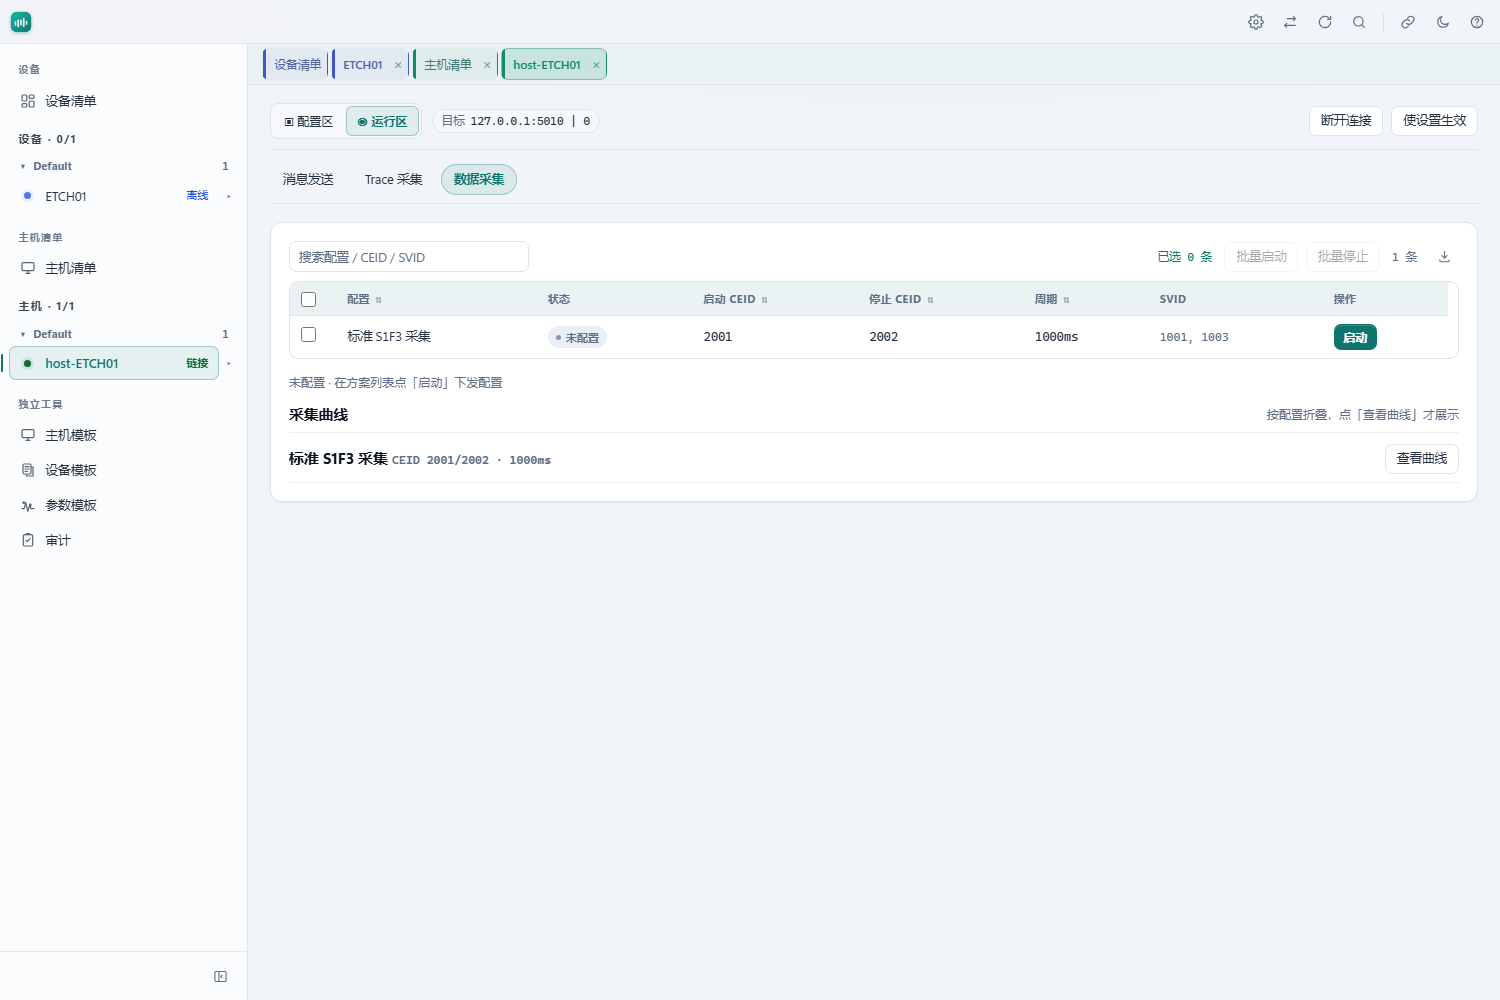 设备
设备清单
设备 · 0/1
Default 1
ETCH01 离线
主机清单
主机清单
主机 · 1/1
Default 1
host-ETCH01 链接
独立工具
主机模板
设备模板
参数模板
审计
设备清单 ETCH01 × 主机清单 × host-ETCH01 ×
配置区 运行区 目标 127.0.0.1:5010 | 0 断开连接 使设置生效
消息发送 Trace 采集 数据采集
搜索配置 / CEID / SVID 已选 0 条 批量启动 批量停止 1 条
配置 状态 启动 CEID 停止 CEID 周期 SVID 操作
标准 S1F3 采集 未配置 2001 2002 1000ms 1001, 1003 启动
未配置 · 在方案列表点「启动」下发配置
采集曲线 按配置折叠，点「查看曲线」才展示
标准 S1F3 采集 CEID 2001/2002 · 1000ms 查看曲线